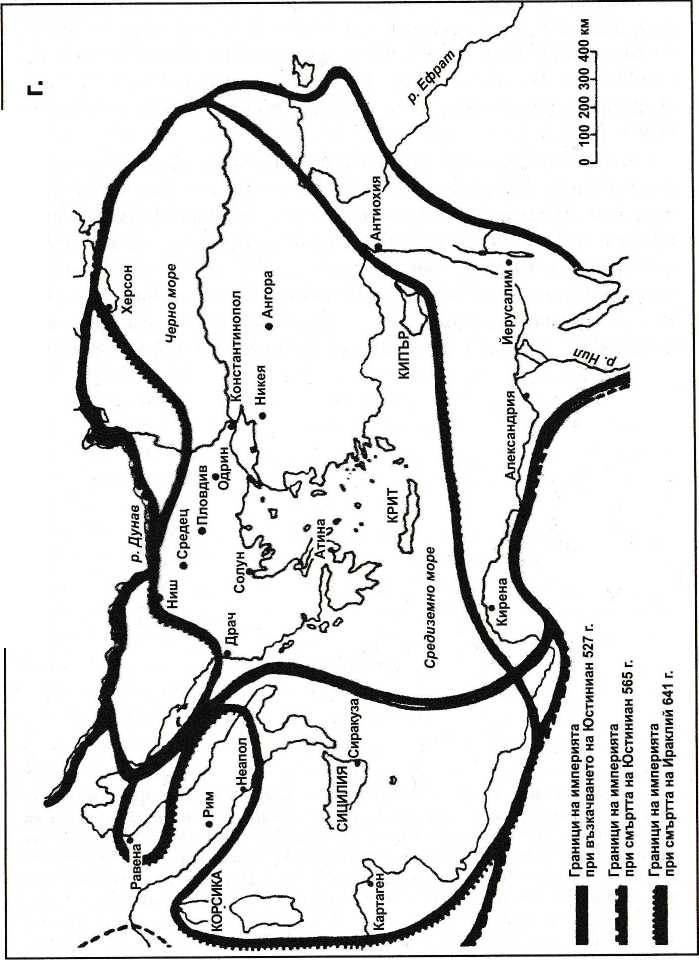 г.
р. Дунав
Херсон
Черно море
Равена
Ниш
Средец
Пловдив
Одрин
Константинопол
Никея
Ангора
КОРСИКА
Рим
Неапол
Драч
Солун
Атина
СИЦИЛИЯ
Сиракуза
Картаген
КРИТ
КИПЪР
Антиохия
р. Ефрат
Средиземно море
Кирена
Александрия
Йерусалим
р. Нил
0 100 200 300 400 км
Граници на империята
при възкачването на Юстиниан 527 г.
Граници на империята
при смъртта на Юстиниан 565 г.
Граници на империята
при смъртта на Ираклий 641 г.